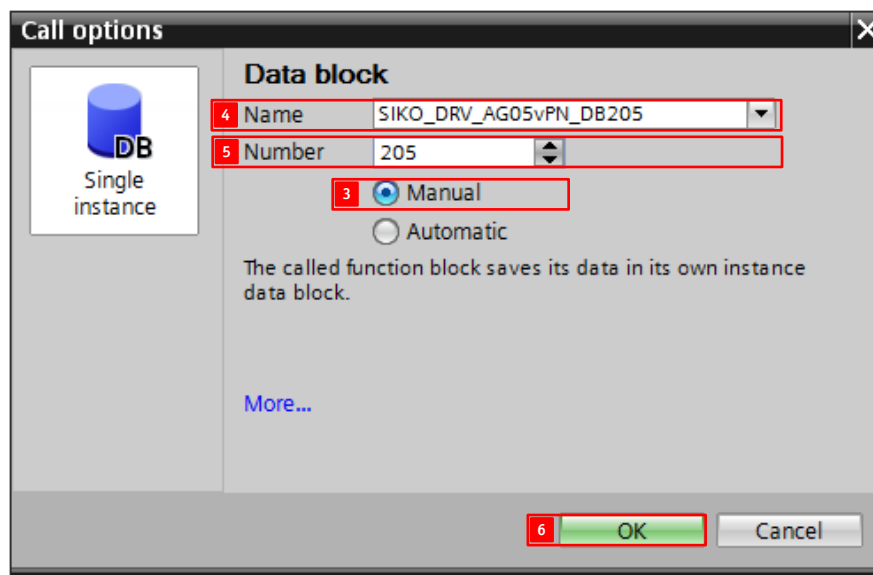 Call options
DB
Single
instance
Data block
4 Name SIKO_DRV_AG05vPN_DB205
5 Number 205
3 Manual
Automatic
The called function block saves its data in its own instance
data block.
More...
6 OK Cancel